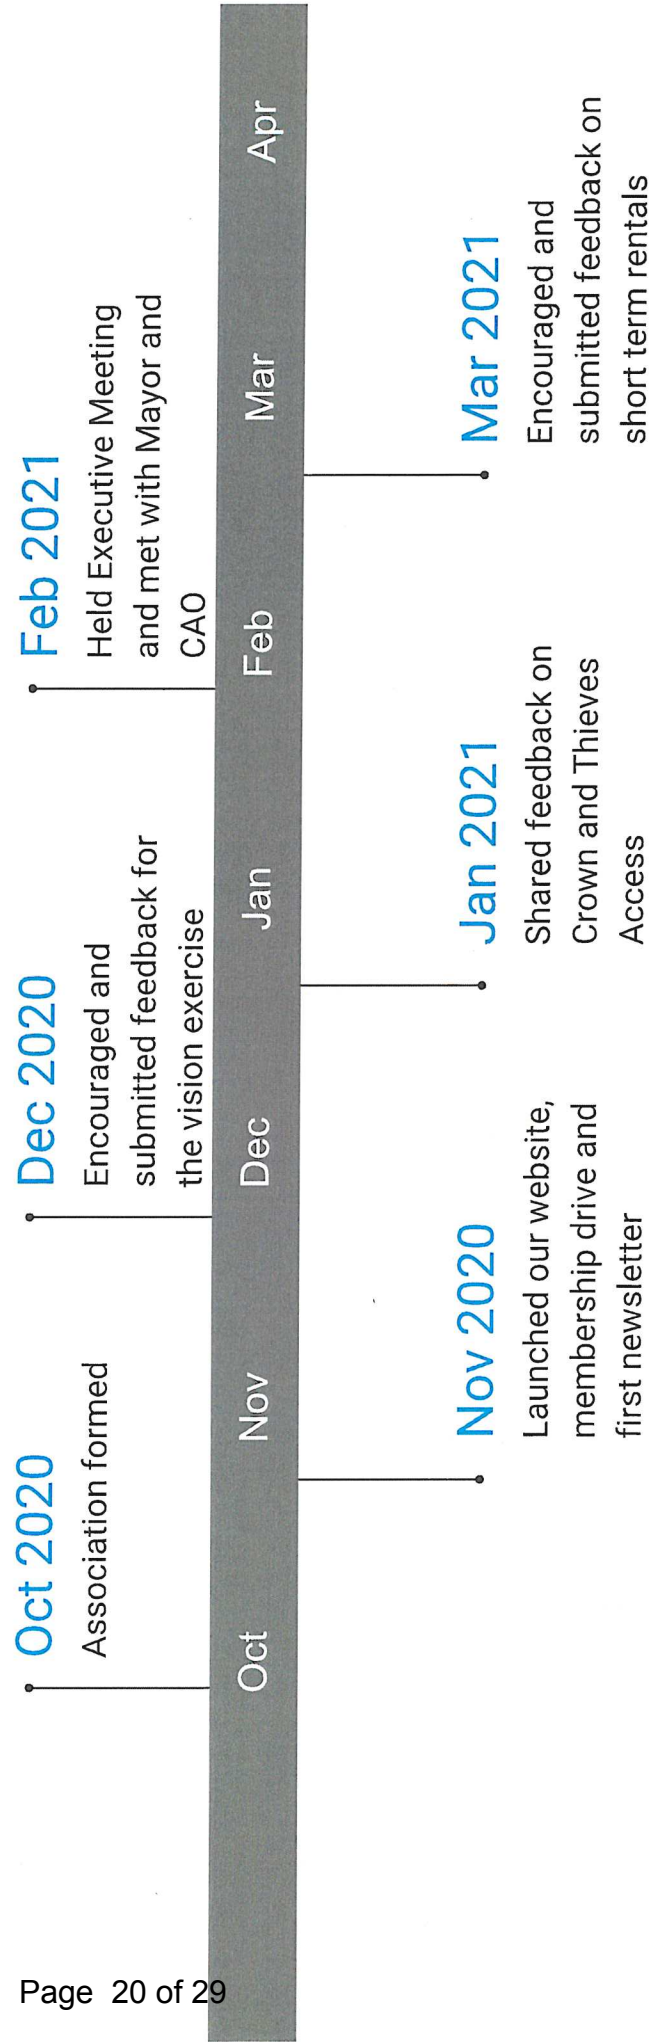 Oct 2020
Association formed
Dec 2020
Encouraged and
submitted feedback for
the vision exercise
Feb 2021
Held Executive Meeting
and met with Mayor and
CAO
Oct
Nov
Dec
Jan
Feb
Mar
Apr
Nov 2020
Launched our website,
membership drive and
first newsletter
Jan 2021
Shared feedback on
Crown and Thieves
Access
Mar 2021
Encouraged and
submitted feedback on
short term rentals
Page 20 of 29